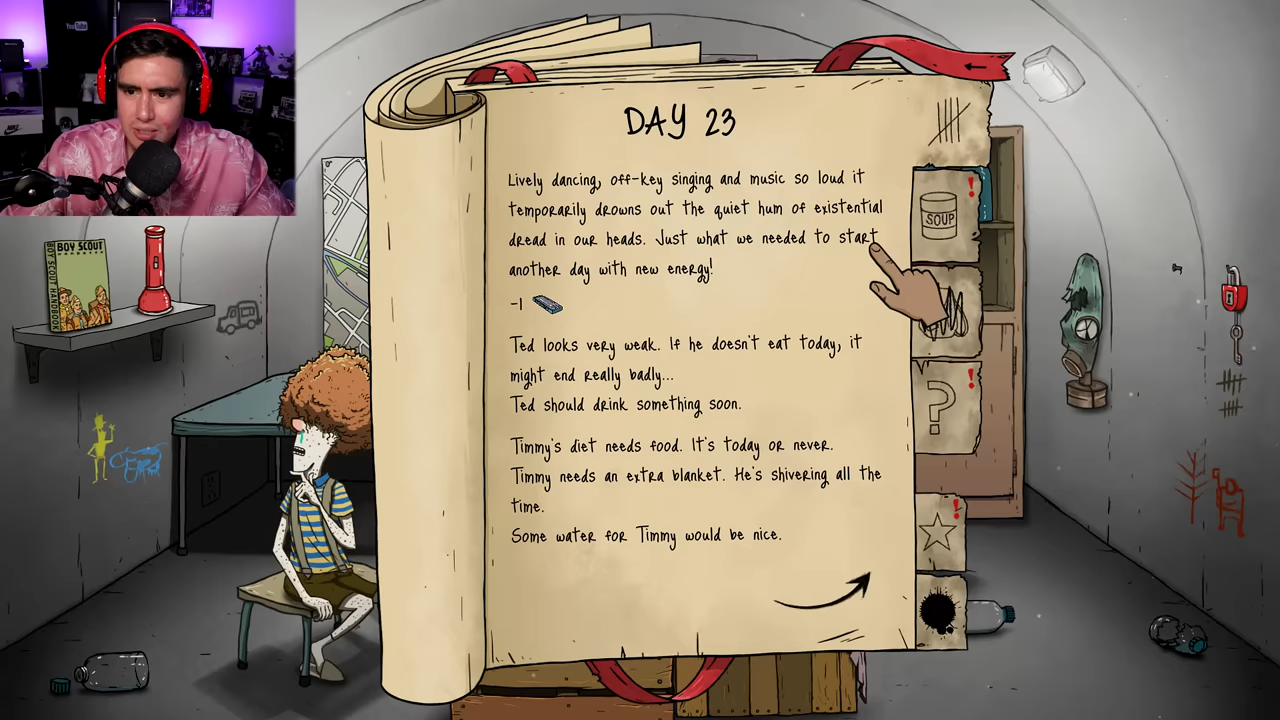 DAY 23
Lively dancing, off-key singing and music so loud it
temporarily drowns out the quiet hum of existential
dread in our heads. Just what we needed to start
another day with new energy!
-1
Ted looks very weak. If he doesn't eat today, it
might end really badly...
Ted should drink something soon.
Timmy's diet needs food. It's today or never.
Timmy needs an extra blanket. He's shivering all the
time.
Some water for Timmy would be nice.
SOUP
?
BOY SCOUT
BOY SCOUT HANDBOOK
YouTube